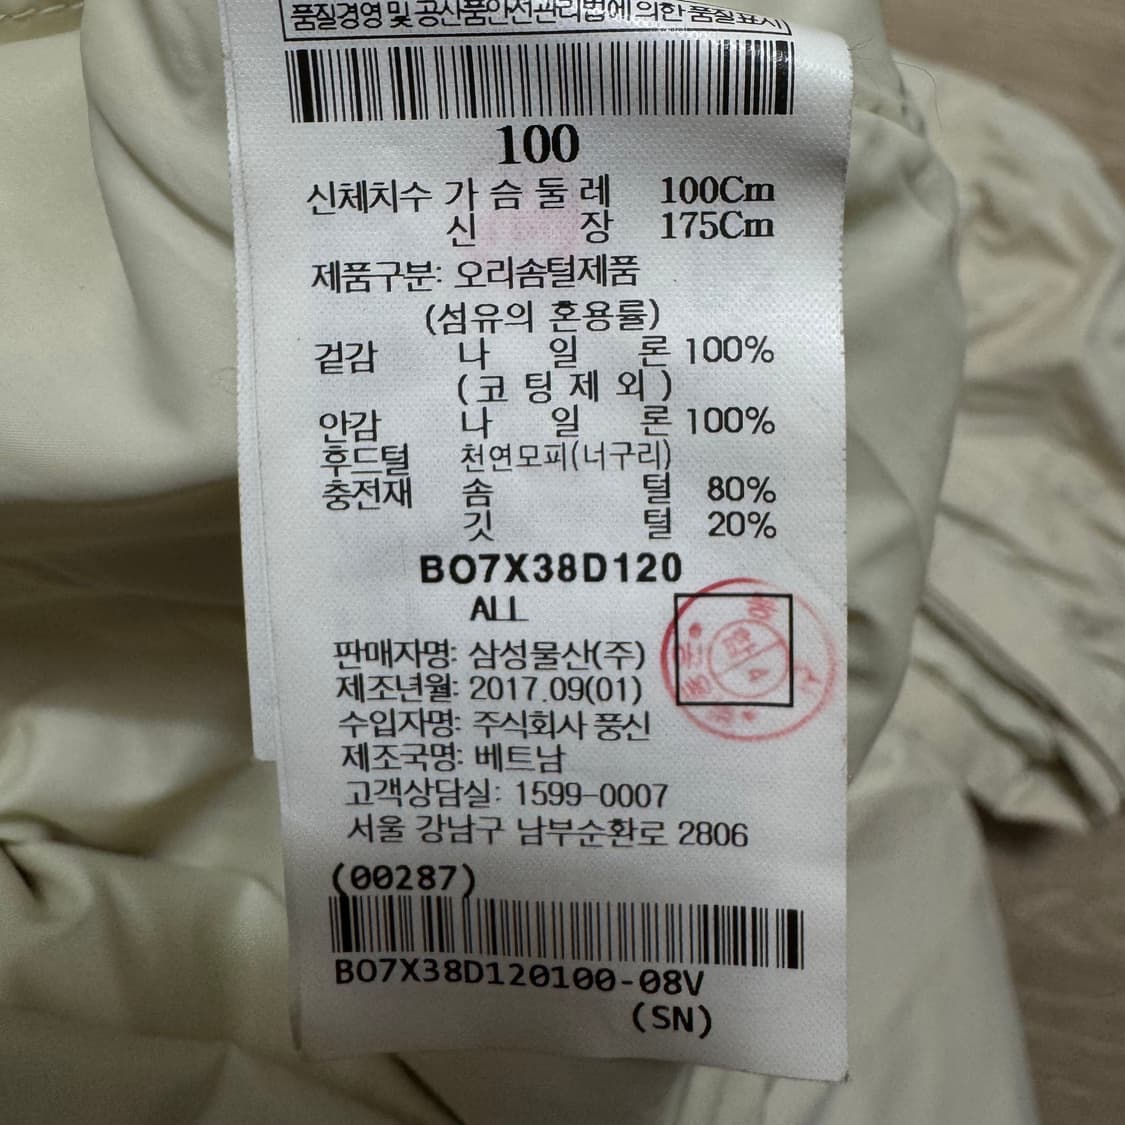 품질경영 및 공산품안전관리법에 의한 품질표시
100
신체치수 가슴둘레 100Cm
신장 175Cm
제품구분: 오리솜털제품
(섬유의 혼용률)
겉감 나일론 100%
(코팅제외)
안감 나일론 100%
후드털 천연모피(너구리)
충전재 솜털 80%
깃털 20%
BO7X38D120
ALL
판매자명: 삼성물산(주)
제조년월: 2017.09(01)
수입자명: 주식회사 풍신
제조국명: 베트남
고객상담실: 1599-0007
서울 강남구 남부순환로 2806
(00287)
BO7X38D120100-08V
(SN)